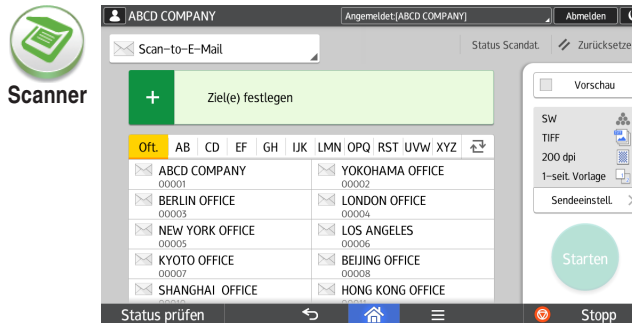 Scanner
ABCD COMPANY
Angemeldet:[ABCD COMPANY]
Abmelden
Scan-to-E-Mail
Status Scandat.
Zurücksetze
+ Ziel(e) festlegen
Vorschau
Oft. AB CD EF GH IJK LMN OPQ RST UVW XYZ
ABCD COMPANY
00001
YOKOHAMA OFFICE
00002
BERLIN OFFICE
00003
LONDON OFFICE
00004
NEW YORK OFFICE
00005
LOS ANGELES
00006
KYOTO OFFICE
00007
BEIJING OFFICE
00008
SHANGHAI OFFICE
HONG KONG OFFICE
SW
TIFF
200 dpi
1-seit. Vorlage
Sendeeinstell.
Starten
Status prüfen
Stopp